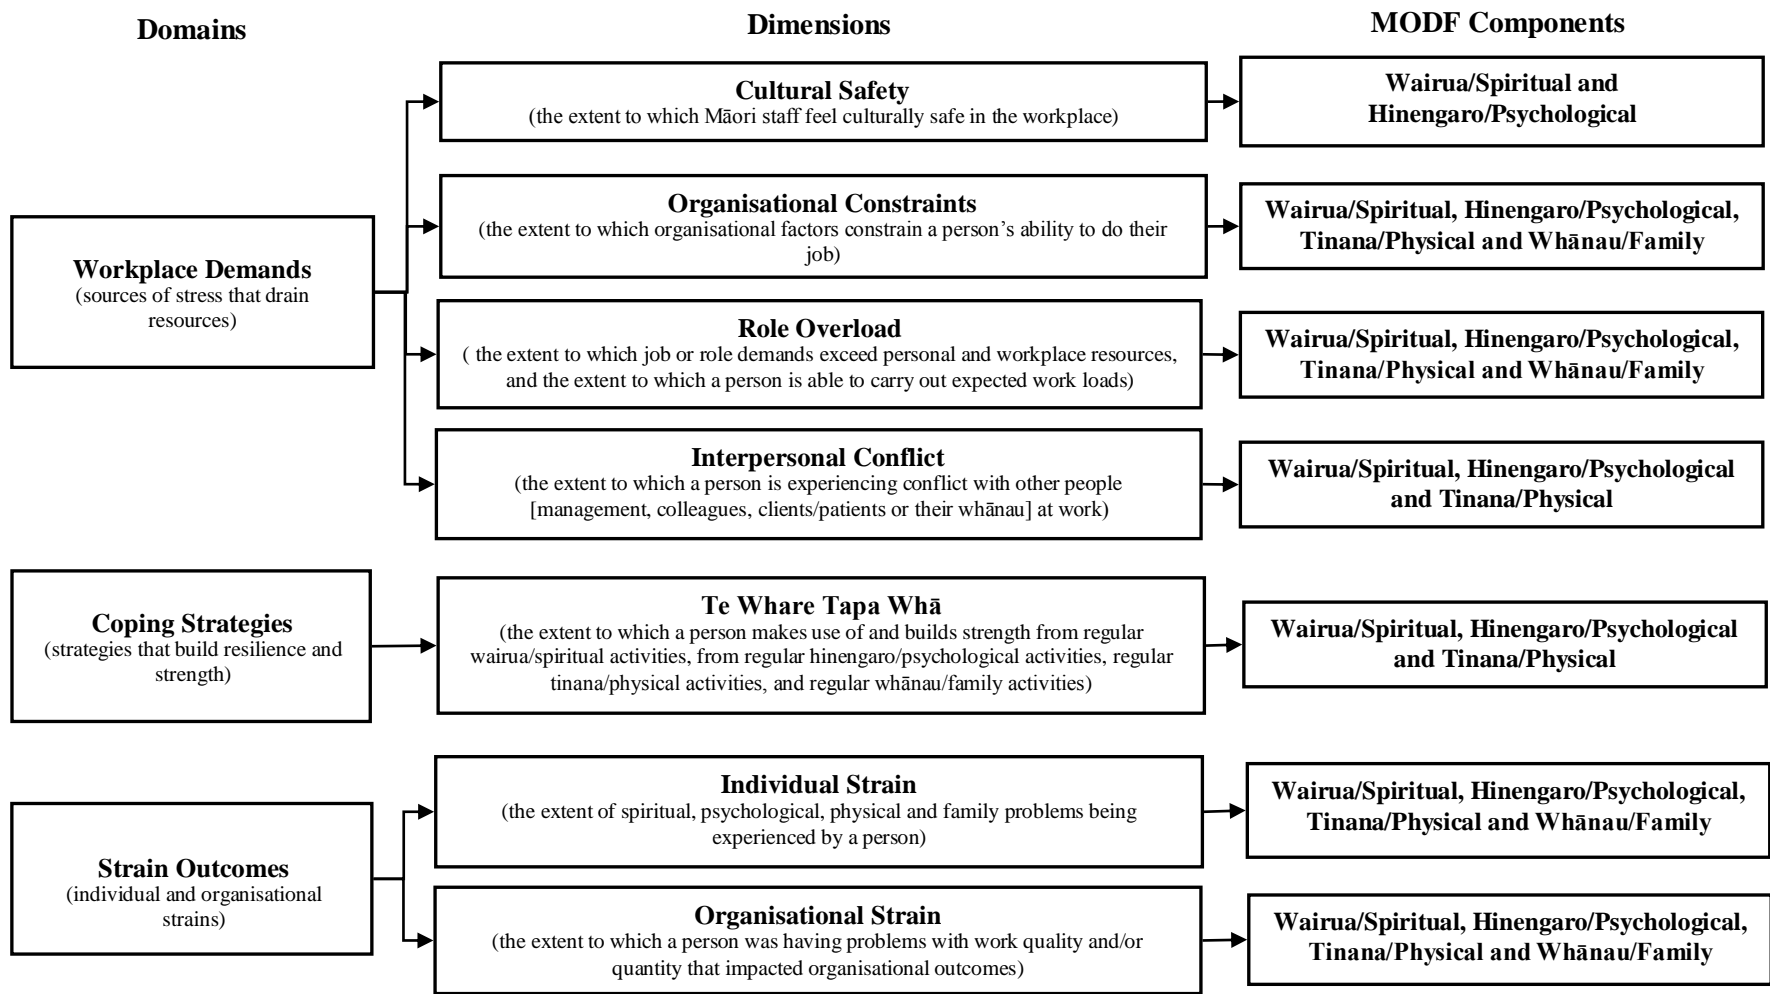 Domains
Dimensions
MODF Components
Workplace Demands
(sources of stress that drain
resources)
Cultural Safety
(the extent to which Māori staff feel culturally safe in the workplace)
Wairua/Spiritual and
Hinengaro/Psychological
Organisational Constraints
(the extent to which organisational factors constrain a person’s ability to do their
job)
Wairua/Spiritual, Hinengaro/Psychological,
Tinana/Physical and Whānau/Family
Role Overload
( the extent to which job or role demands exceed personal and workplace resources,
and the extent to which a person is able to carry out expected work loads)
Wairua/Spiritual, Hinengaro/Psychological,
Tinana/Physical and Whānau/Family
Interpersonal Conflict
(the extent to which a person is experiencing conflict with other people
[management, colleagues, clients/patients or their whānau] at work)
Wairua/Spiritual, Hinengaro/Psychological
and Tinana/Physical
Coping Strategies
(strategies that build resilience and
strength)
Te Whare Tapa Whā
(the extent to which a person makes use of and builds strength from regular
wairua/spiritual activities, from regular hinengaro/psychological activities, regular
tinana/physical activities, and regular whānau/family activities)
Wairua/Spiritual, Hinengaro/Psychological
and Tinana/Physical
Strain Outcomes
(individual and organisational
strains)
Individual Strain
(the extent of spiritual, psychological, physical and family problems being
experienced by a person)
Wairua/Spiritual, Hinengaro/Psychological,
Tinana/Physical and Whānau/Family
Organisational Strain
(the extent to which a person was having problems with work quality and/or
quantity that impacted organisational outcomes)
Wairua/Spiritual, Hinengaro/Psychological,
Tinana/Physical and Whānau/Family